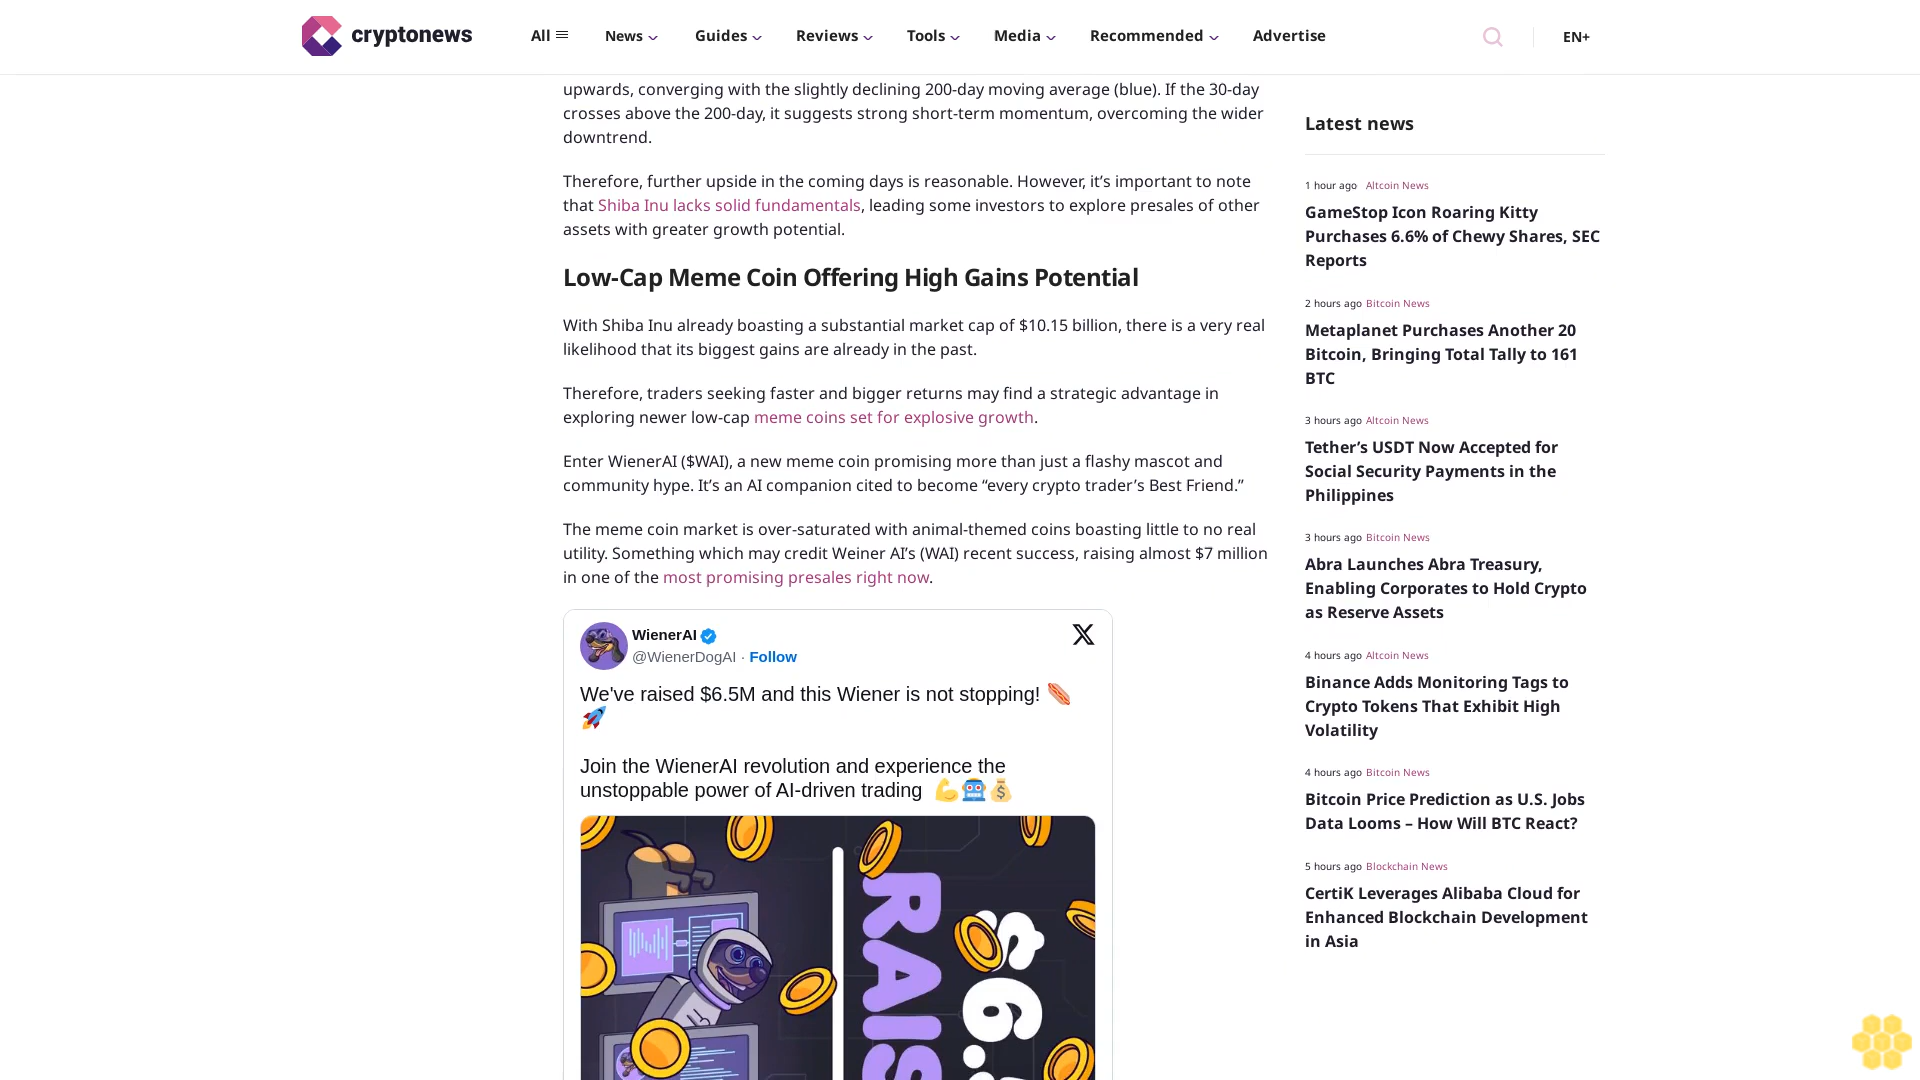 cryptonews
All
News
Guides
Reviews
Tools
Media
Recommended
Advertise
EN+
upwards, converging with the slightly declining 200-day moving average (blue). If the 30-day
crosses above the 200-day, it suggests strong short-term momentum, overcoming the wider
downtrend.
Therefore, further upside in the coming days is reasonable. However, it’s important to note
that Shiba Inu lacks solid fundamentals, leading some investors to explore presales of other
assets with greater growth potential.
Low-Cap Meme Coin Offering High Gains Potential
With Shiba Inu already boasting a substantial market cap of $10.15 billion, there is a very real
likelihood that its biggest gains are already in the past.
Therefore, traders seeking faster and bigger returns may find a strategic advantage in
exploring newer low-cap meme coins set for explosive growth.
Enter WienerAI ($WAI), a new meme coin promising more than just a flashy mascot and
community hype. It’s an AI companion cited to become “every crypto trader’s Best Friend.”
The meme coin market is over-saturated with animal-themed coins boasting little to no real
utility. Something which may credit Weiner AI’s (WAI) recent success, raising almost $7 million
in one of the most promising presales right now.
WienerAI
@WienerDogAI · Follow
We've raised $6.5M and this Wiener is not stopping! 🌭
🚀
Join the WienerAI revolution and experience the
unstoppable power of AI-driven trading 💪🤖💰
RAIS
$6.
Latest news
1 hour ago Altcoin News
GameStop Icon Roaring Kitty
Purchases 6.6% of Chewy Shares, SEC
Reports
2 hours ago Bitcoin News
Metaplanet Purchases Another 20
Bitcoin, Bringing Total Tally to 161
BTC
3 hours ago Altcoin News
Tether’s USDT Now Accepted for
Social Security Payments in the
Philippines
3 hours ago Bitcoin News
Abra Launches Abra Treasury,
Enabling Corporates to Hold Crypto
as Reserve Assets
4 hours ago Altcoin News
Binance Adds Monitoring Tags to
Crypto Tokens That Exhibit High
Volatility
4 hours ago Bitcoin News
Bitcoin Price Prediction as U.S. Jobs
Data Looms – How Will BTC React?
5 hours ago Blockchain News
CertiK Leverages Alibaba Cloud for
Enhanced Blockchain Development
in Asia